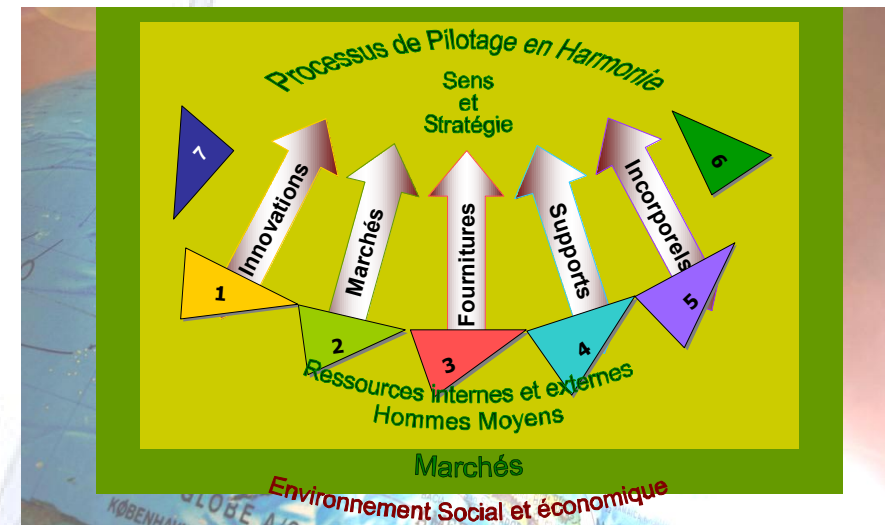 Processus de Pilotage en Harmonie
Sens
et
Stratégie
7
6
Innovations
Marchés
Fournitures
Supports
Incorporels
1
2
3
4
5
Ressources internes et externes
Hommes Moyens
Marchés
Environnement Social et économique
GLOBE